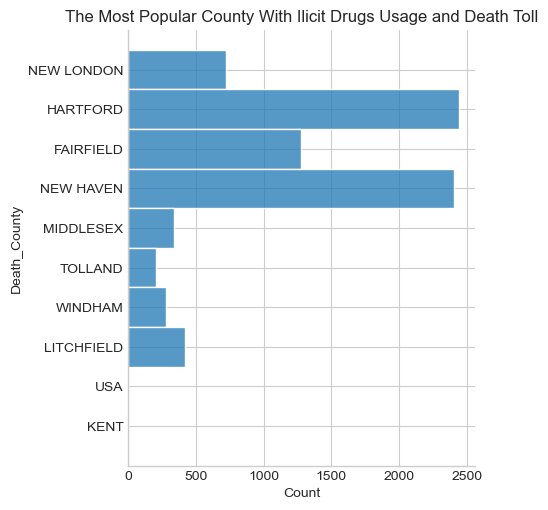 The Most Popular County With Ilicit Drugs Usage and Death Toll
NEW LONDON
HARTFORD
FAIRFIELD
NEW HAVEN
MIDDLESEX
TOLLAND
WINDHAM
LITCHFIELD
USA
KENT
Death_County
0 500 1000 1500 2000 2500
Count